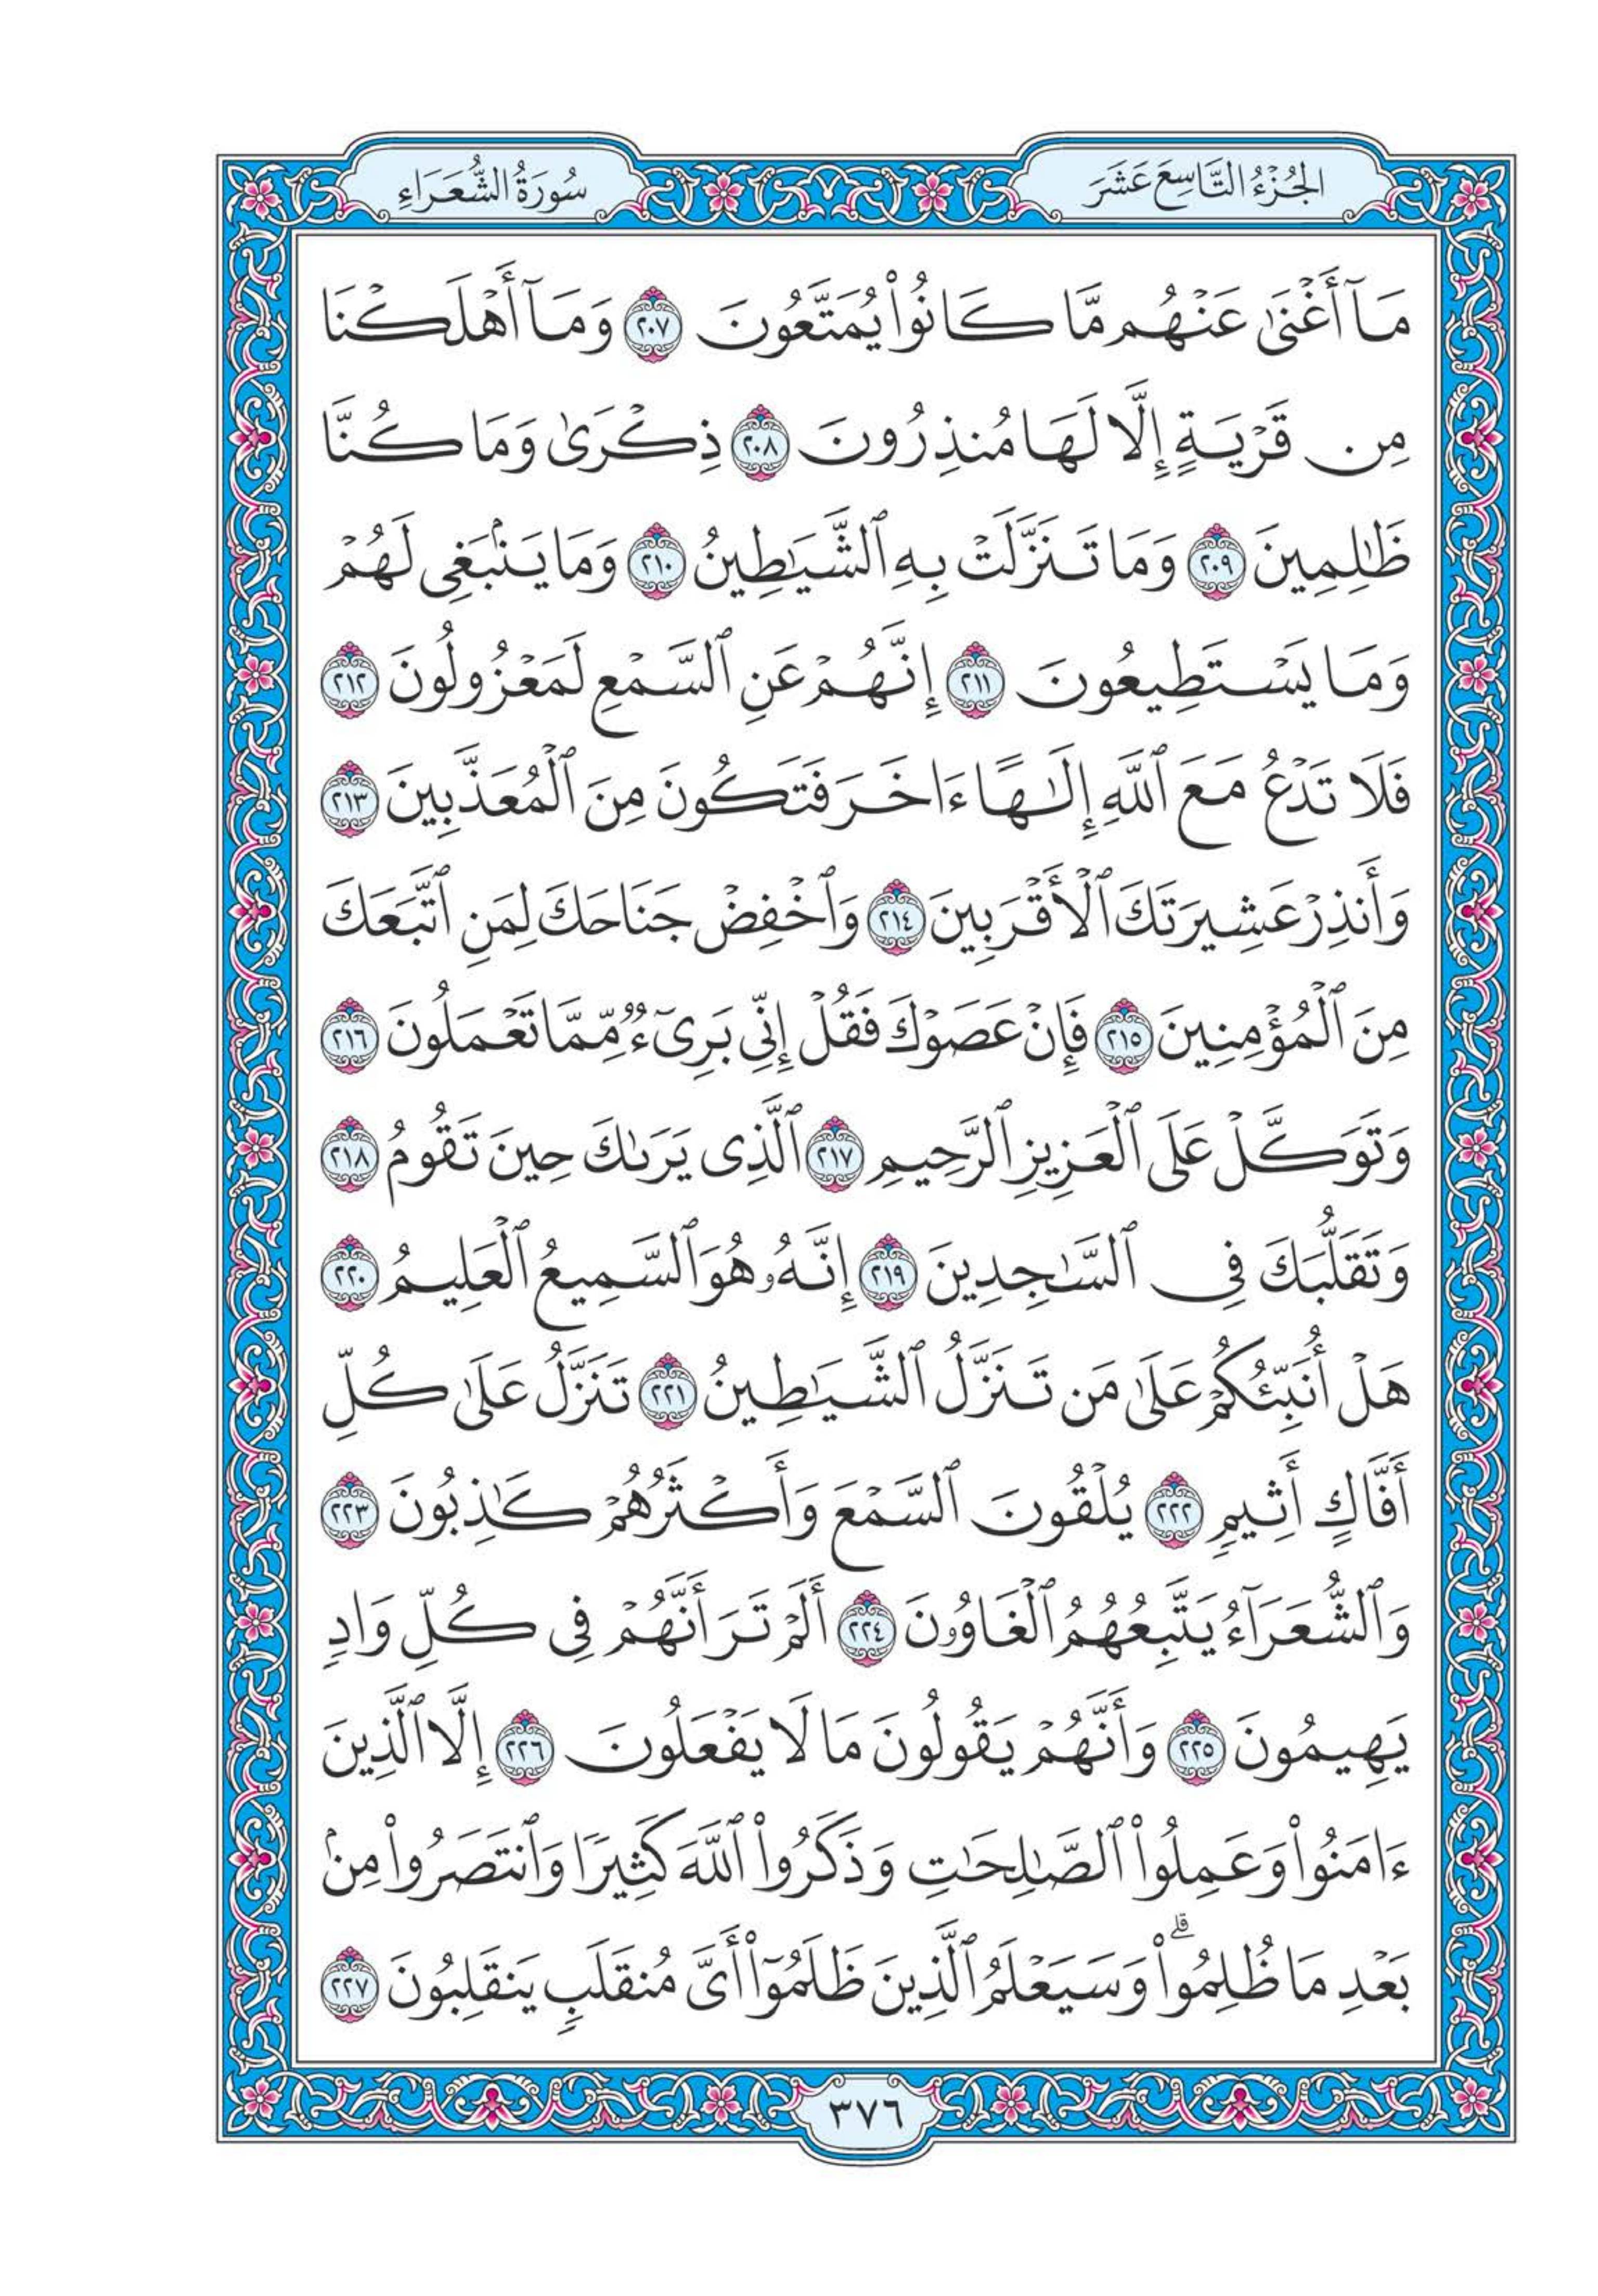 الجُزْءُ التَّاسِعَ عَشَرَ
سُورَةُ الشُّعَرَاءِ
مَآ أَغْنَىٰ عَنْهُم مَّا كَانُوا۟ يُمَتَّعُونَ ٢٠٧ وَمَآ أَهْلَكْنَا
مِن قَرْيَةٍ إِلَّا لَهَا مُنذِرُونَ ٢٠٨ ذِكْرَىٰ وَمَا كُنَّا
ظَـٰلِمِينَ ٢٠٩ وَمَا تَنَزَّلَتْ بِهِ ٱلشَّيَـٰطِينُ ٢١٠ وَمَا يَنۢبَغِى لَهُمْ
وَمَا يَسْتَطِيعُونَ ٢١١ إِنَّهُمْ عَنِ ٱلسَّمْعِ لَمَعْزُولُونَ ٢١٢
فَلَا تَدْعُ مَعَ ٱللَّهِ إِلَـٰهًا ءَاخَرَ فَتَكُونَ مِنَ ٱلْمُعَذَّبِينَ ٢١٣
وَأَنذِرْ عَشِيرَتَكَ ٱلْأَقْرَبِينَ ٢١٤ وَٱخْفِضْ جَنَاحَكَ لِمَنِ ٱتَّبَعَكَ
مِنَ ٱلْمُؤْمِنِينَ ٢١٥ فَإِنْ عَصَوْكَ فَقُلْ إِنِّى بَرِىٓءٌ مِّمَّا تَعْمَلُونَ ٢١٦
وَتَوَكَّلْ عَلَى ٱلْعَزِيزِ ٱلرَّحِيمِ ٢١٧ ٱلَّذِى يَرَىٰكَ حِينَ تَقُومُ ٢١٨
وَتَقَلُّبَكَ فِى ٱلسَّـٰجِدِينَ ٢١٩ إِنَّهُۥ هُوَ ٱلسَّمِيعُ ٱلْعَلِيمُ ٢٢٠
هَلْ أُنَبِّئُكُمْ عَلَىٰ مَن تَنَزَّلُ ٱلشَّيَـٰطِينُ ٢٢١ تَنَزَّلُ عَلَىٰ كُلِّ
أَفَّاكٍ أَثِيمٍ ٢٢٢ يُلْقُونَ ٱلسَّمْعَ وَأَكْثَرُهُمْ كَـٰذِبُونَ ٢٢٣
وَٱلشُّعَرَآءُ يَتَّبِعُهُمُ ٱلْغَاوُۥنَ ٢٢٤ أَلَمْ تَرَ أَنَّهُمْ فِى كُلِّ وَادٍ
يَهِيمُونَ ٢٢٥ وَأَنَّهُمْ يَقُولُونَ مَا لَا يَفْعَلُونَ ٢٢٦ إِلَّا ٱلَّذِينَ
ءَامَنُوا۟ وَعَمِلُوا۟ ٱلصَّـٰلِحَـٰتِ وَذَكَرُوا۟ ٱللَّهَ كَثِيرًا وَٱنتَصَرُوا۟ مِنۢ
بَعْدِ مَا ظُلِمُوا۟ ۗ وَسَيَعْلَمُ ٱلَّذِينَ ظَلَمُوٓا۟ أَىَّ مُنقَلَبٍ يَنقَلِبُونَ ٢٢٧
٣٧٦